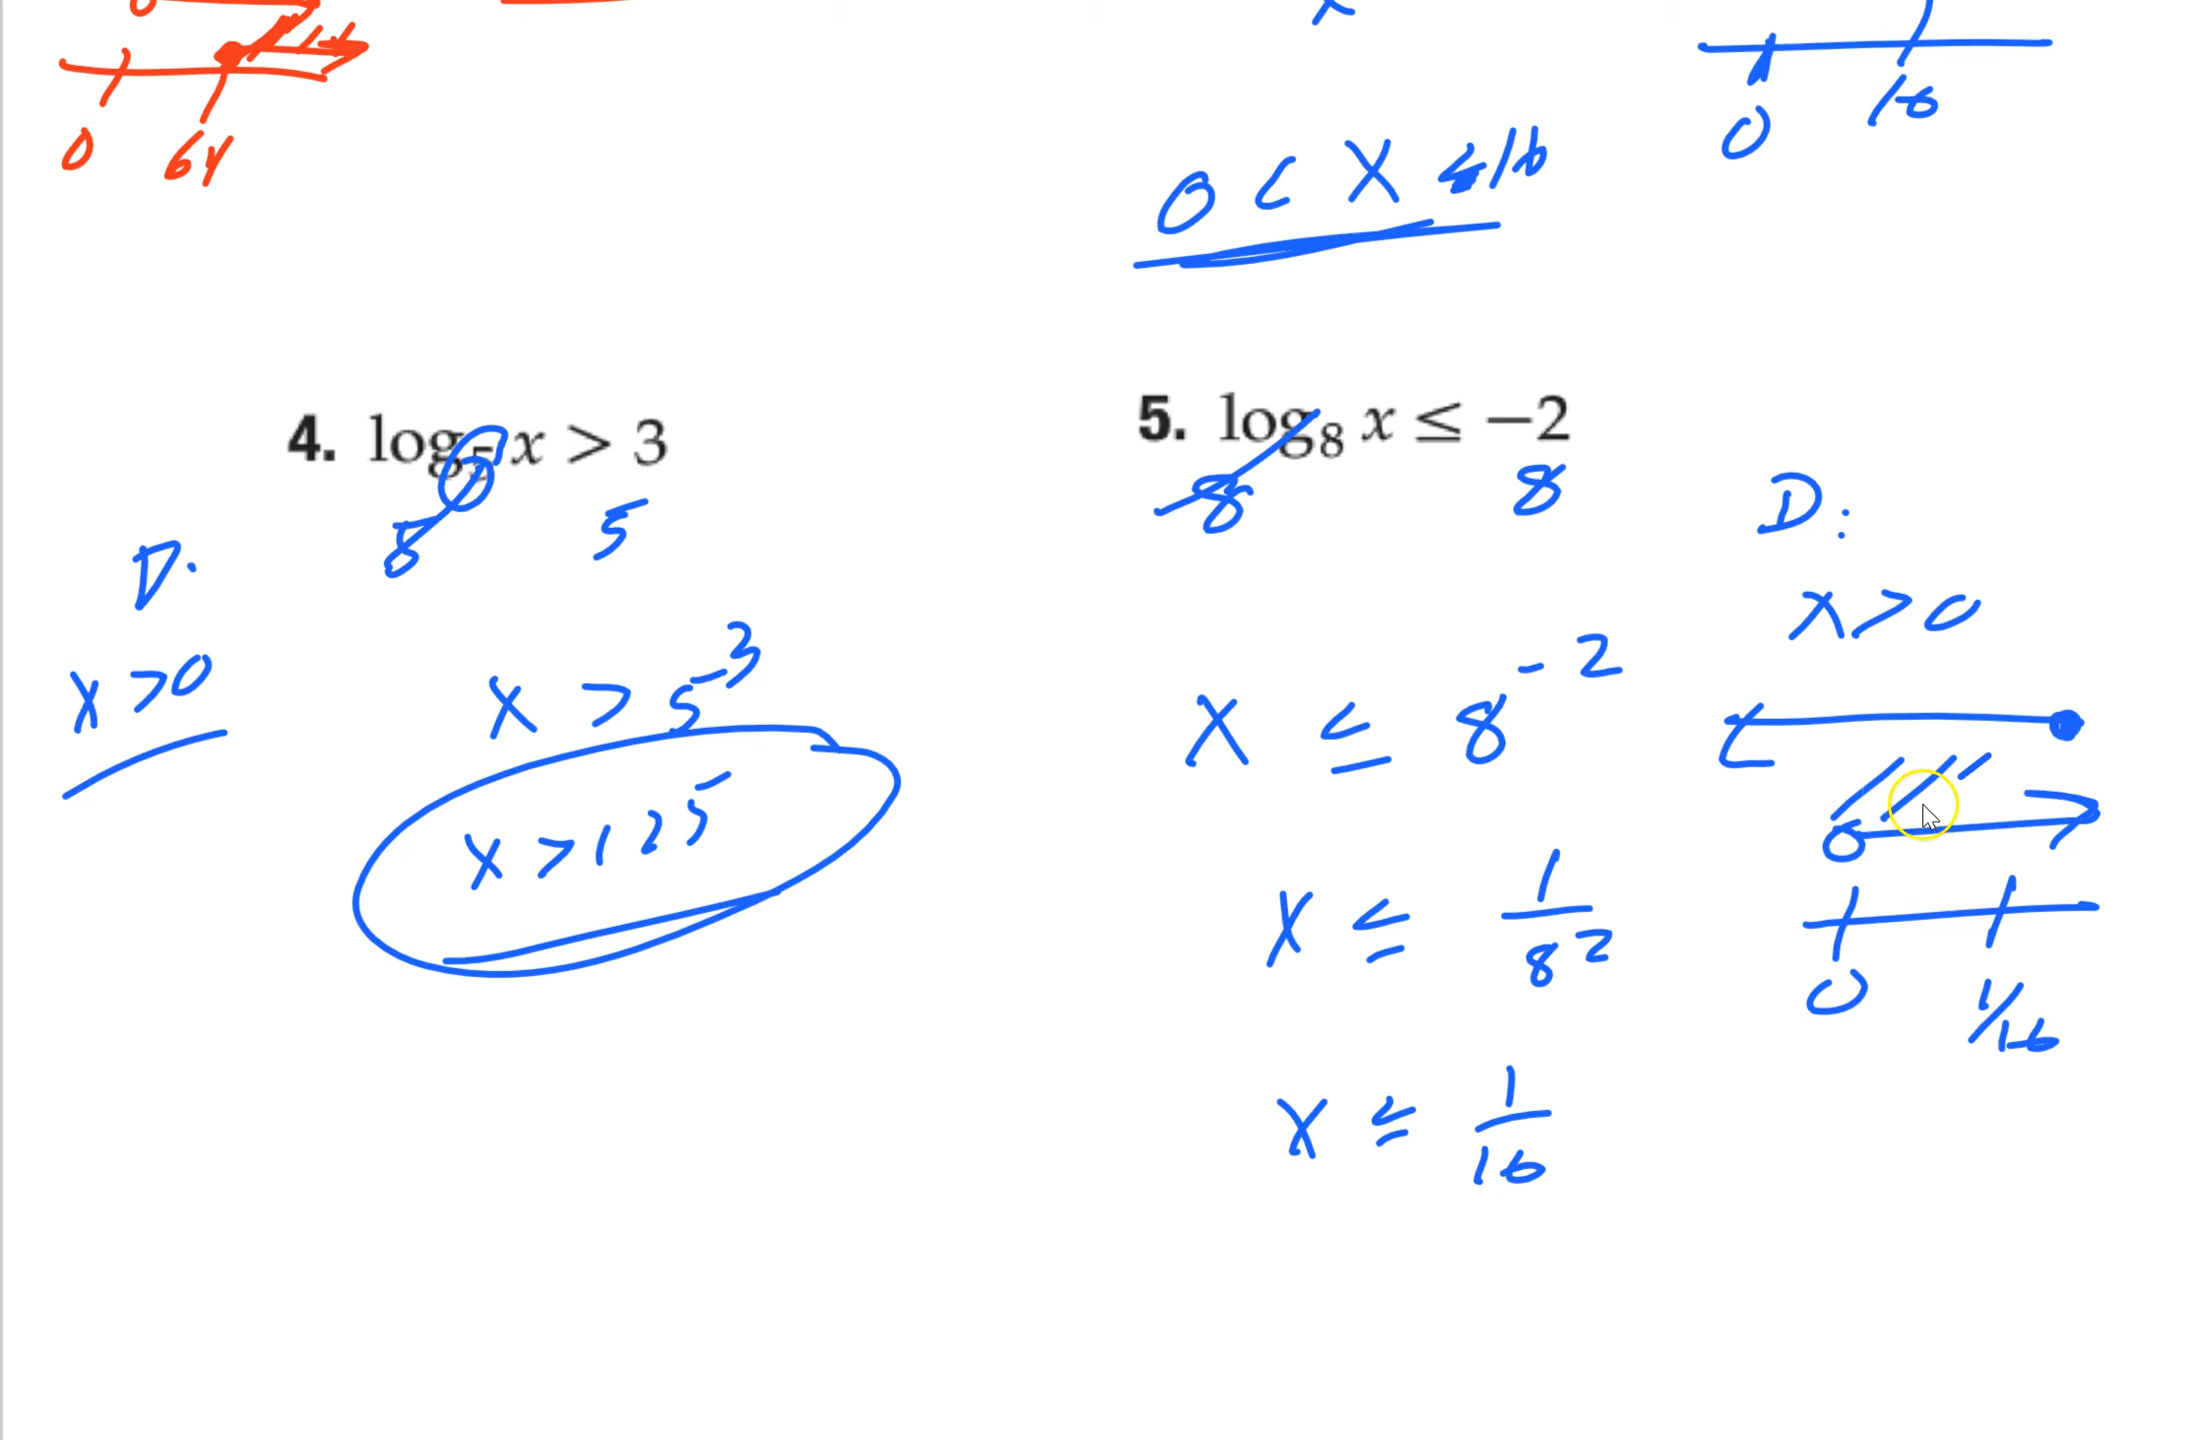 0 64
0 16
0 < X < 16
4. log₅ x > 3
5 5
D:
x > 0
x > 5³
x > 125
5. log₈ x ≤ −2
8 8
x ≤ 8⁻²
x ≤ 1/8²
x ≤ 1/16
D:
x > 0
0 1/16